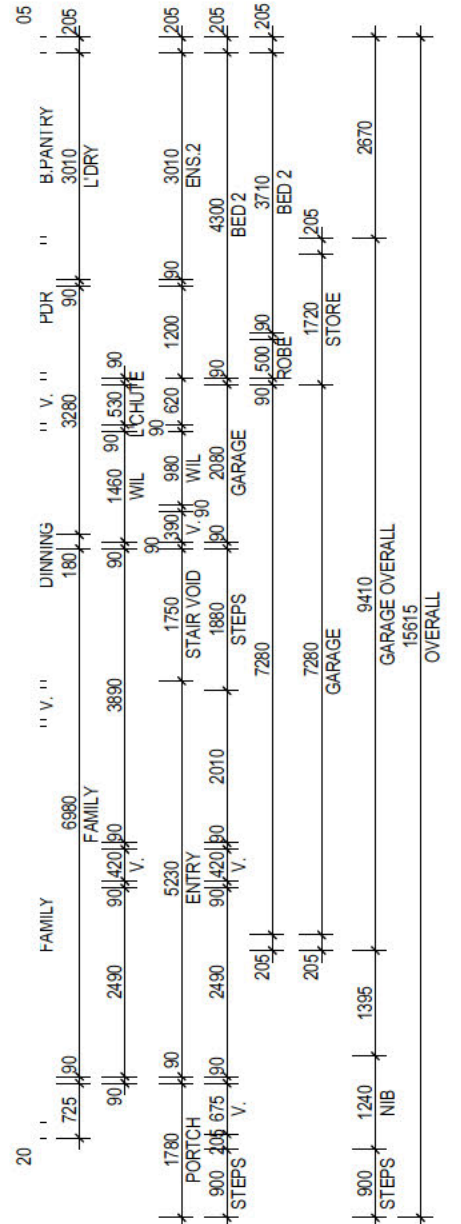 20 05
FAMILY V. DINNING V. PDR B.PANTRY
725 90 6980 180 3280 90 3010 205
FAMILY L'DRY
90 2490 90 420 90 3890 90 1460 90 530 90
V. WIL L'CHUTE
1780 90 5230 1750 90 390 90 980 90 620 1200 90 3010 205
PORTCH ENTRY STAIR VOID V. WIL ENS.2
900 205 675 90 2490 90 420 90 2010 1880 90 2080 90 4300 205
STEPS V. V. STEPS GARAGE BED 2
205 7280 90 500 90 3710 205
ROBE BED 2
205 7280 1720 205
GARAGE STORE
900 1240 1395 9410 2670
STEPS NIB GARAGE OVERALL
15615
OVERALL